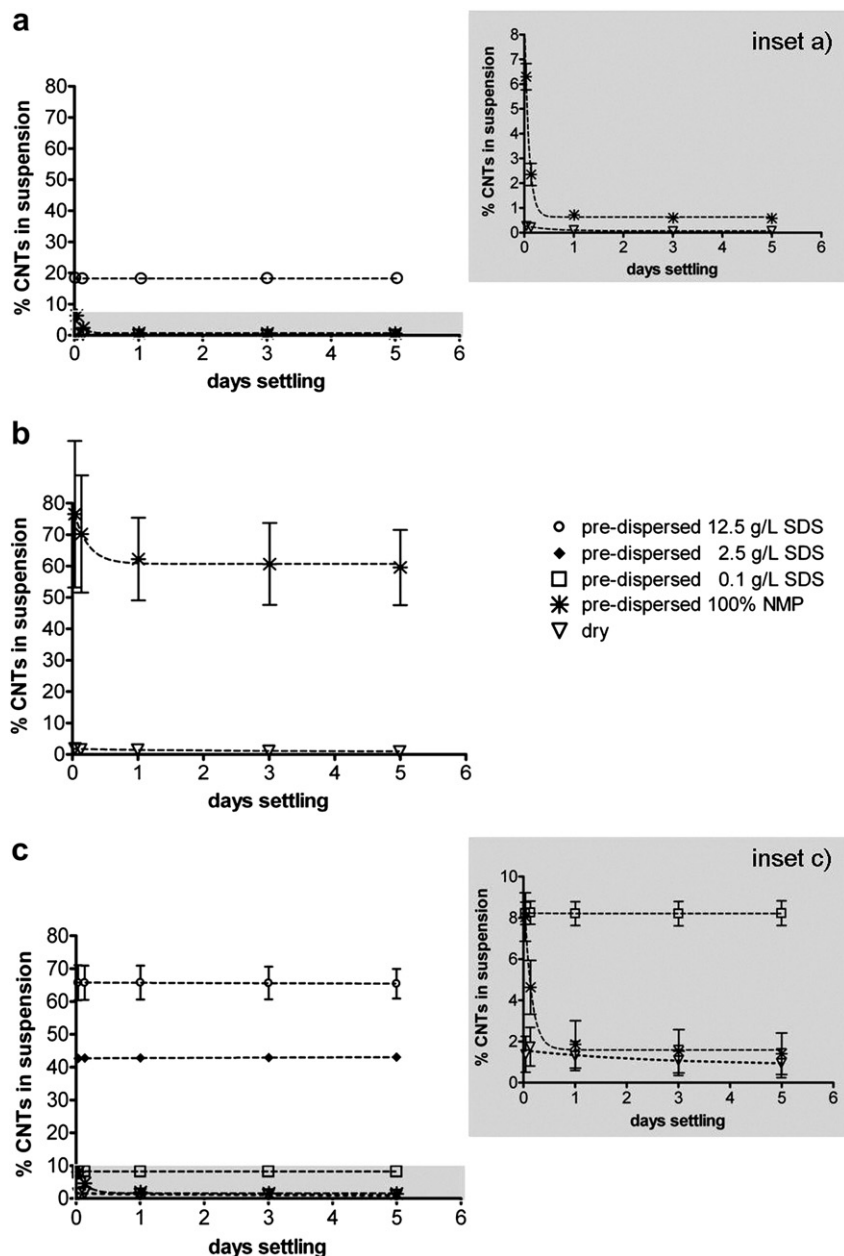 a
% CNTs in suspension
80
70
60
50
40
30
20
10
0
0 1 2 3 4 5 6
days settling
inset a)
% CNTs in suspension
8
7
6
5
4
3
2
1
0
0 1 2 3 4 5 6
days settling
b
% CNTs in suspension
80
70
60
50
40
30
20
10
0
0 1 2 3 4 5 6
days settling
pre-dispersed 12.5 g/L SDS
pre-dispersed 2.5 g/L SDS
pre-dispersed 0.1 g/L SDS
pre-dispersed 100% NMP
dry
c
% CNTs in suspension
80
70
60
50
40
30
20
10
0
0 1 2 3 4 5 6
days settling
inset c)
% CNTs in suspension
10
8
6
4
2
0
0 1 2 3 4 5 6
days settling